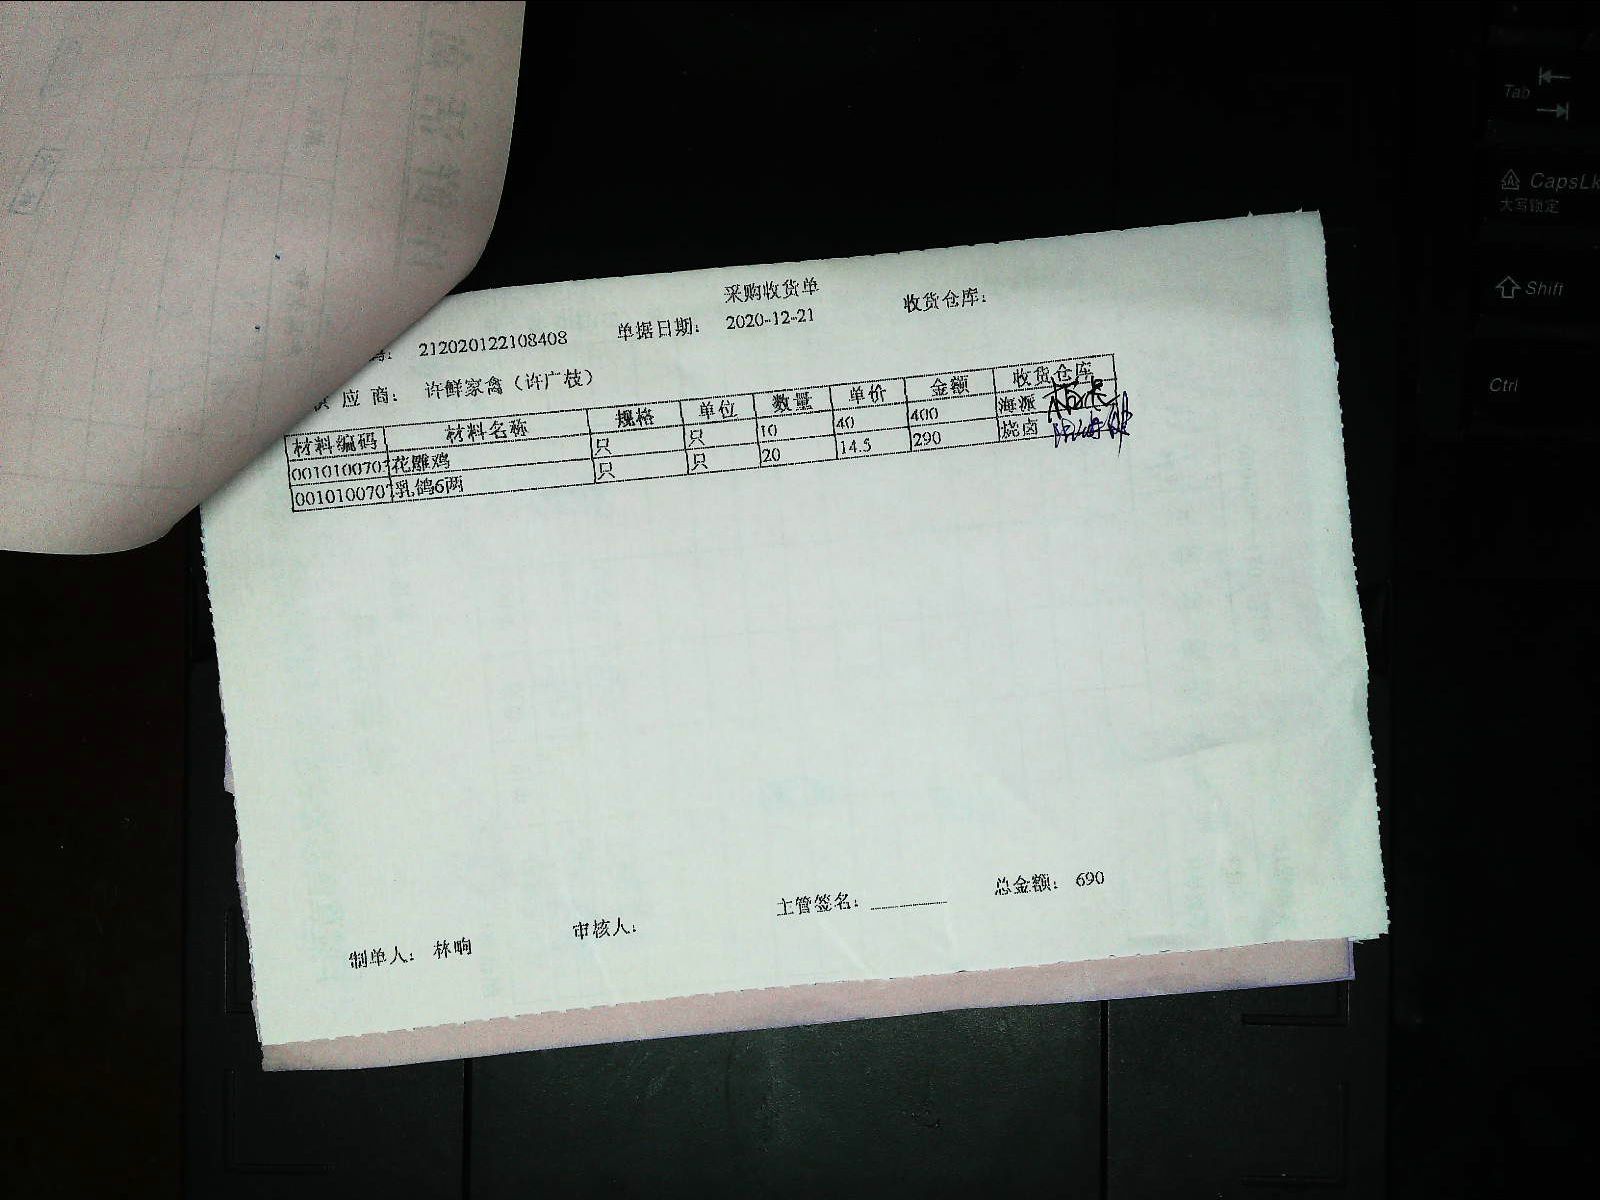 采购收货单
212020122108408 单据日期： 2020-12-21 收货仓库：
应 商： 许鲜家禽（许广枝）
材料编码 材料名称 规格 单位 数量 单价 金额 收货仓库
0010100707 花雕鸡 只 只 10 40 400 海派
0010100707 乳鸽6两 只 只 20 14.5 290 烧卤
制单人： 林响 审核人： 主管签名： 总金额： 690
Tab
CapsLk
大写锁定
Shift
Ctrl